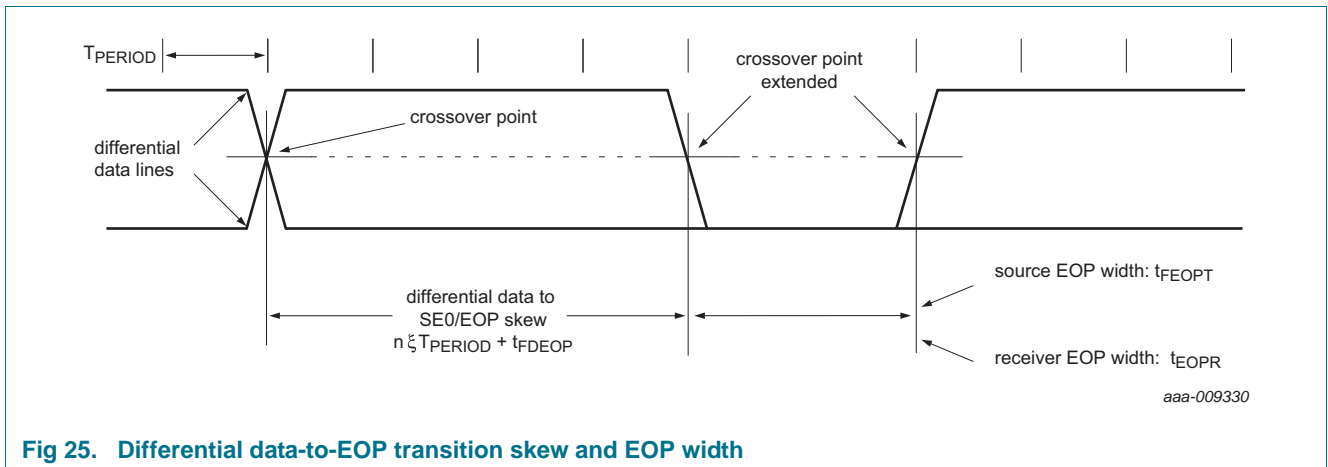 TPERIOD
crossover point
extended
crossover point
differential
data lines
differential data to
SE0/EOP skew
n ξ TPERIOD + tFDEOP
source EOP width: tFEOPT
receiver EOP width: tEOPR
aaa-009330
Fig 25. Differential data-to-EOP transition skew and EOP width